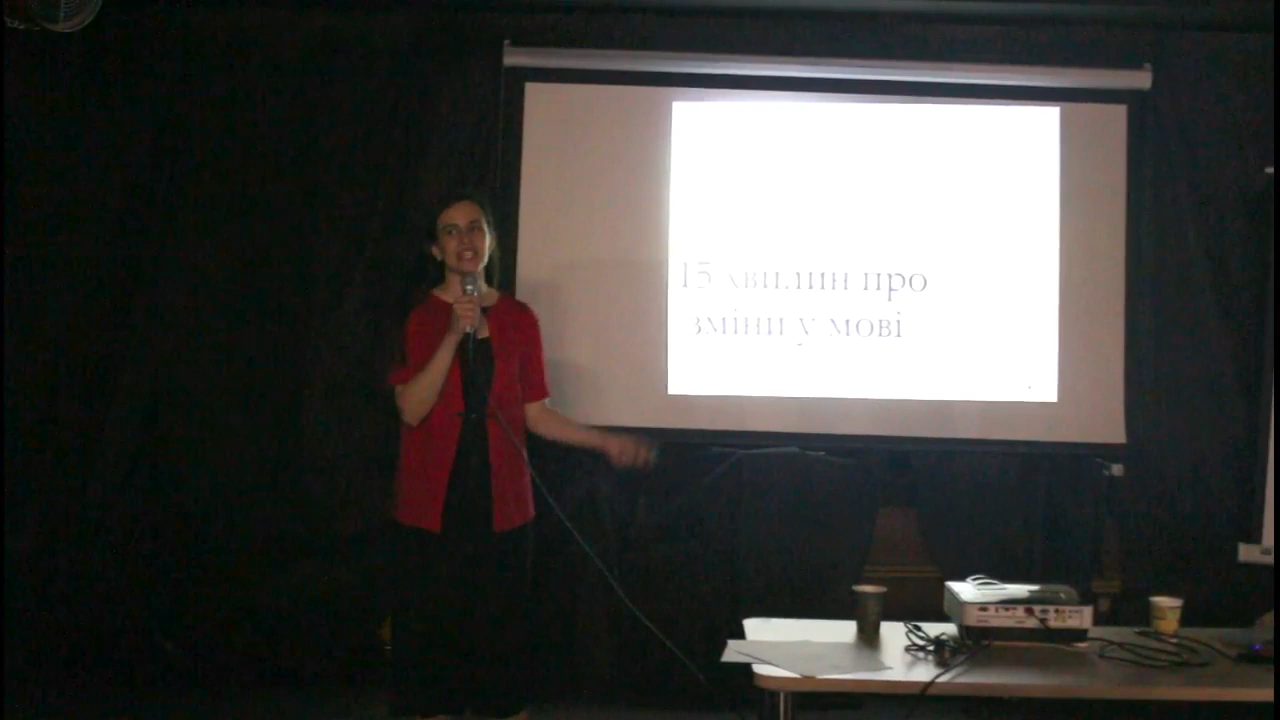 15 хвилин про
зміни у мові